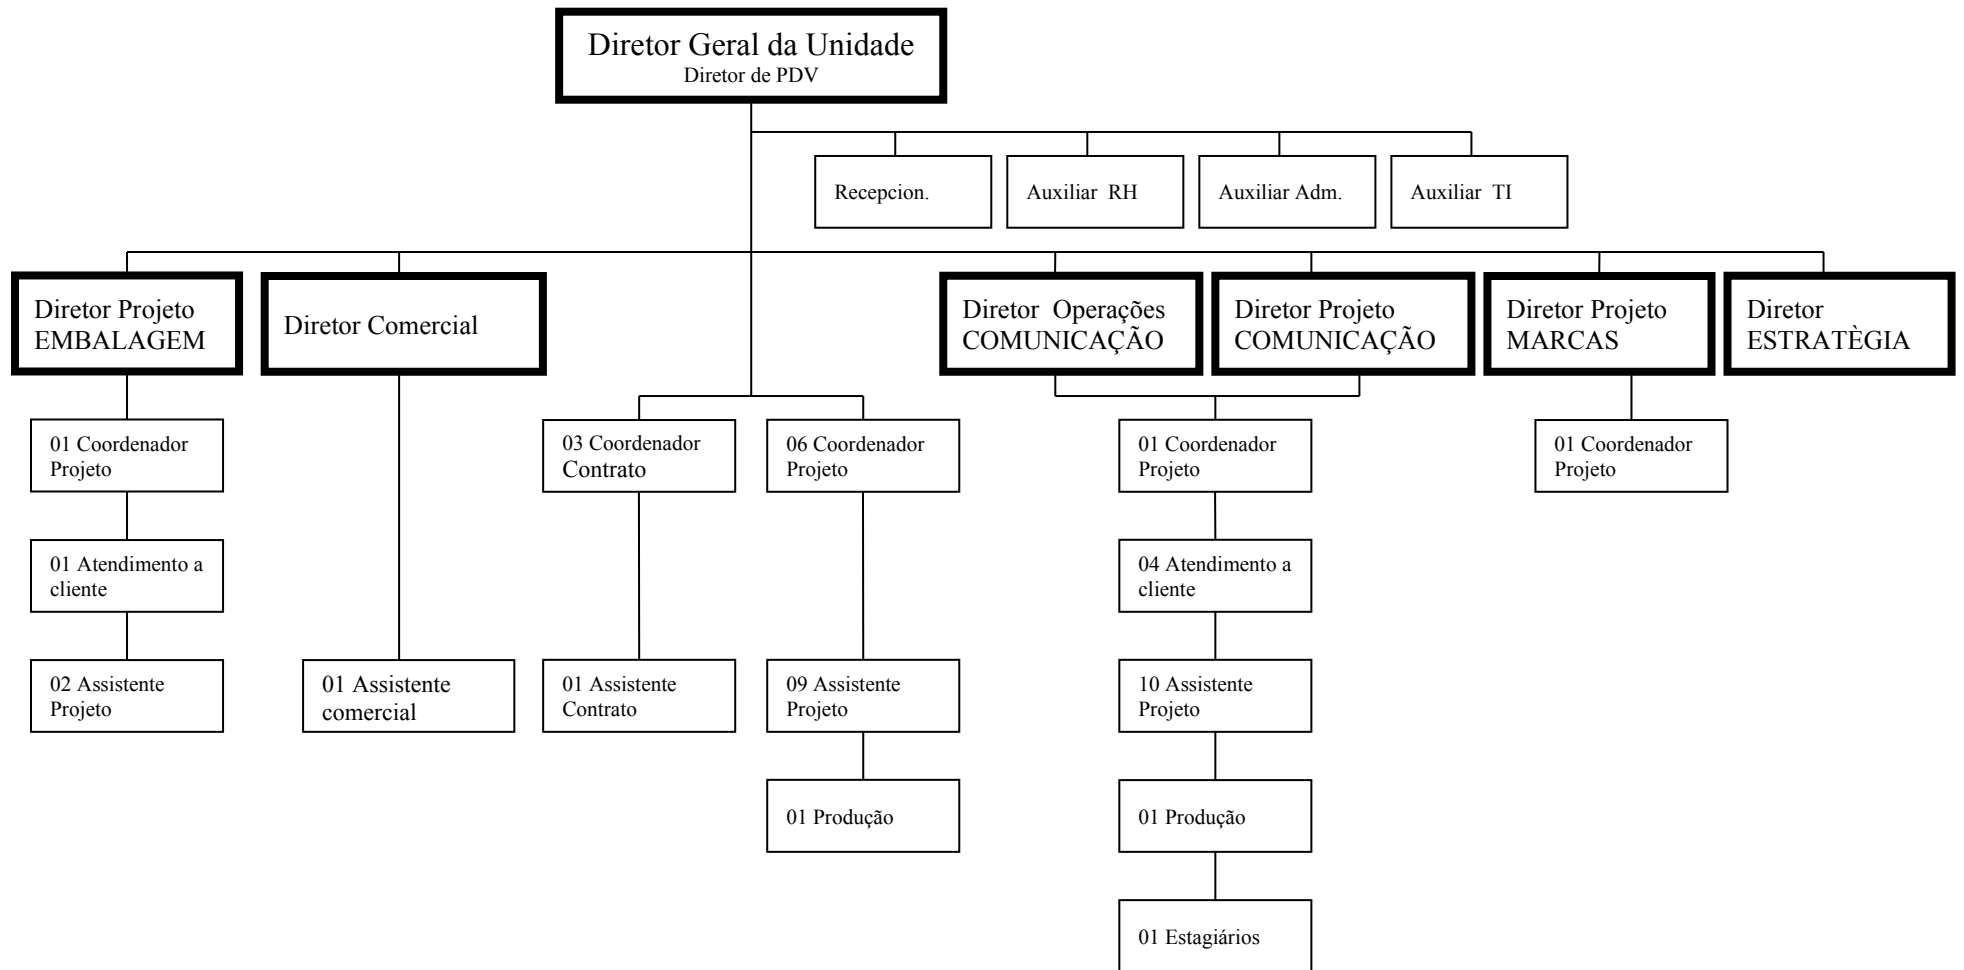 Diretor Geral da Unidade
Diretor de PDV
Recepcion.
Auxiliar RH
Auxiliar Adm.
Auxiliar TI
Diretor Projeto
EMBALAGEM
Diretor Comercial
Diretor Operações
COMUNICAÇÃO
Diretor Projeto
COMUNICAÇÃO
Diretor Projeto
MARCAS
Diretor
ESTRATÈGIA
01 Coordenador
Projeto
03 Coordenador
Contrato
06 Coordenador
Projeto
01 Coordenador
Projeto
01 Coordenador
Projeto
01 Atendimento a
cliente
04 Atendimento a
cliente
02 Assistente
Projeto
01 Assistente
comercial
01 Assistente
Contrato
09 Assistente
Projeto
10 Assistente
Projeto
01 Produção
01 Produção
01 Estagiários